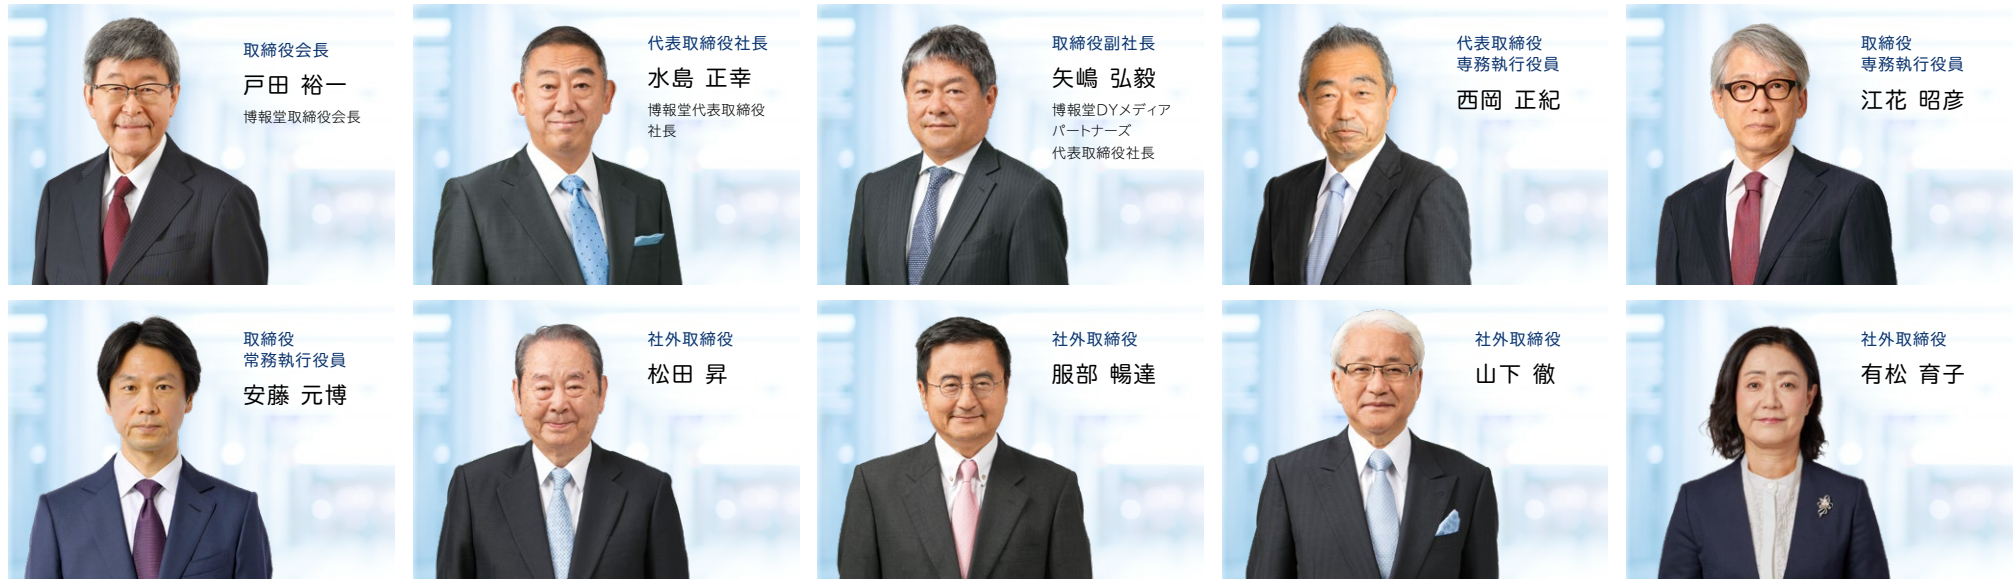 取締役会長
戸田 裕一
博報堂取締役会長
代表取締役社長
水島 正幸
博報堂代表取締役
社長
取締役副社長
矢嶋 弘毅
博報堂DYメディア
パートナーズ
代表取締役社長
代表取締役
専務執行役員
西岡 正紀
取締役
専務執行役員
江花 昭彦
取締役
常務執行役員
安藤 元博
社外取締役
松田 昇
社外取締役
服部 暢達
社外取締役
山下 徹
社外取締役
有松 育子